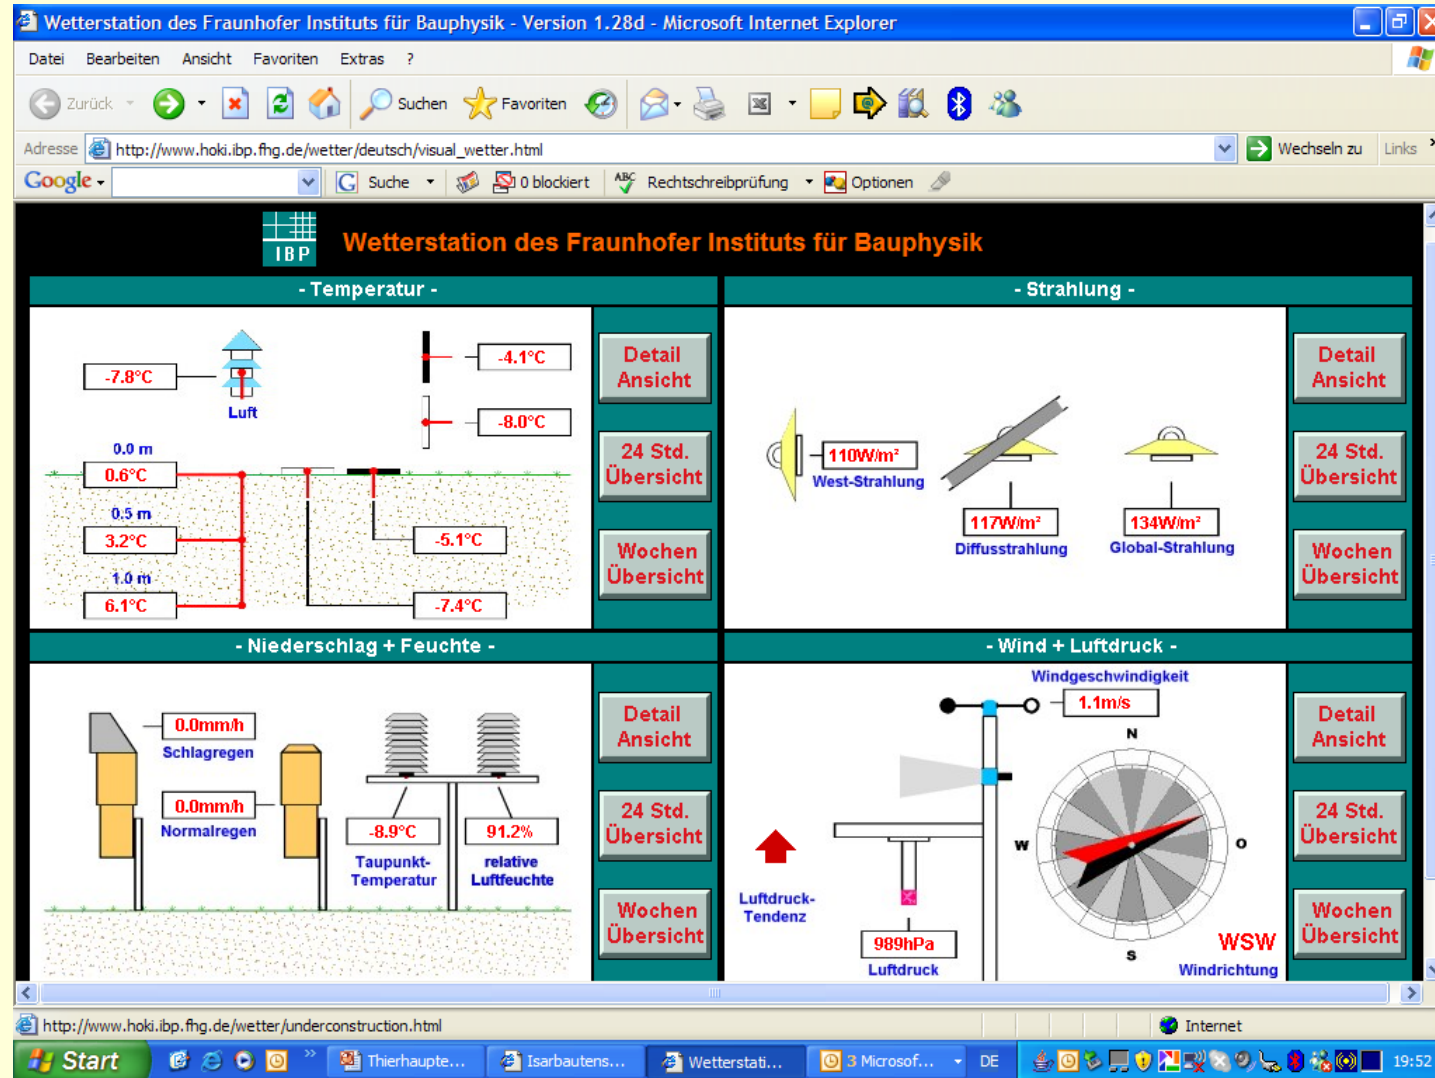 Wetterstation des Fraunhofer Instituts für Bauphysik - Version 1.28d - Microsoft Internet Explorer
Datei Bearbeiten Ansicht Favoriten Extras ?
Zurück Suchen Favoriten
Adresse http://www.hoki.ibp.fhg.de/wetter/deutsch/visual_wetter.html Wechseln zu Links
Google Suche 0 blockiert ABC Rechtschreibprüfung Optionen
IBP Wetterstation des Fraunhofer Instituts für Bauphysik
- Temperatur -
-7.8°C
Luft
-4.1°C
-8.0°C
0.0 m
0.6°C
0.5 m
3.2°C
-5.1°C
1.0 m
6.1°C
-7.4°C
Detail
Ansicht
24 Std.
Übersicht
Wochen
Übersicht
- Strahlung -
110W/m²
West-Strahlung
117W/m²
Diffusstrahlung
134W/m²
Global-Strahlung
Detail
Ansicht
24 Std.
Übersicht
Wochen
Übersicht
- Niederschlag + Feuchte -
0.0mm/h
Schlagregen
0.0mm/h
Normalregen
-8.9°C
Taupunkt-
Temperatur
91.2%
relative
Luftfeuchte
Detail
Ansicht
24 Std.
Übersicht
Wochen
Übersicht
- Wind + Luftdruck -
Windgeschwindigkeit
1.1m/s
N
W
O
S
Luftdruck-
Tendenz
989hPa
Luftdruck
WSW
Windrichtung
Detail
Ansicht
24 Std.
Übersicht
Wochen
Übersicht
http://www.hoki.ibp.fhg.de/wetter/underconstruction.html Internet
Start Thierhaupte... Isarbautens... Wetterstati... 3 Microsof... DE 19:52